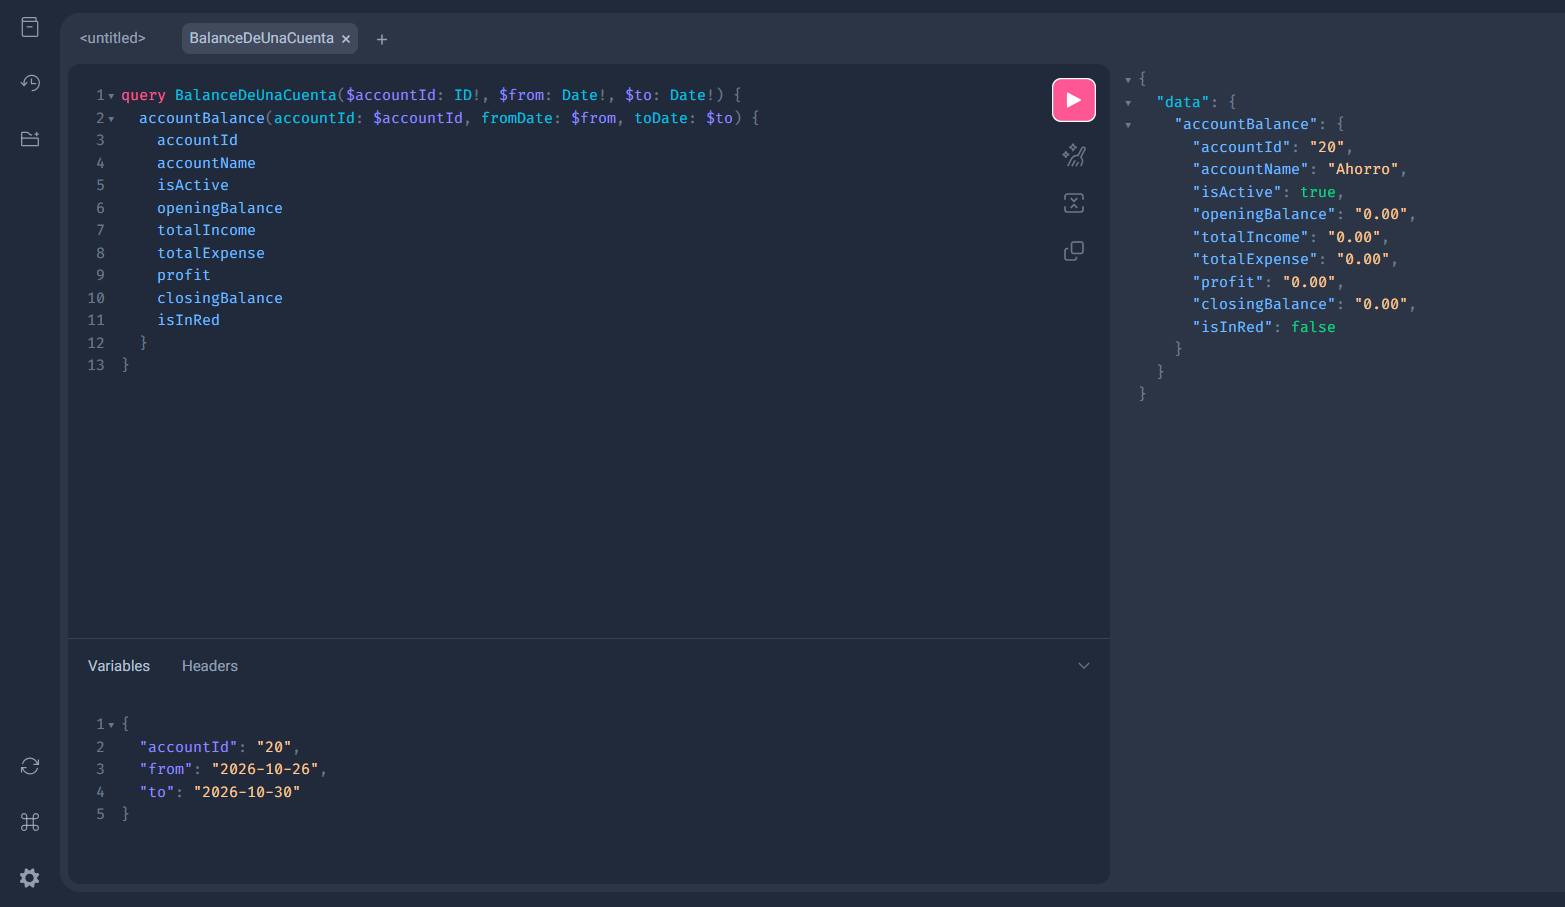 <untitled>
BalanceDeUnaCuenta × +
1 query BalanceDeUnaCuenta($accountId: ID!, $from: Date!, $to: Date!) {
2 accountBalance(accountId: $accountId, fromDate: $from, toDate: $to) {
3 accountId
4 accountName
5 isActive
6 openingBalance
7 totalIncome
8 totalExpense
9 profit
10 closingBalance
11 isInRed
12 }
13 }
Variables
Headers
1 {
2 "accountId": "20",
3 "from": "2026-10-26",
4 "to": "2026-10-30"
5 }
{
"data": {
"accountBalance": {
"accountId": "20",
"accountName": "Ahorro",
"isActive": true,
"openingBalance": "0.00",
"totalIncome": "0.00",
"totalExpense": "0.00",
"profit": "0.00",
"closingBalance": "0.00",
"isInRed": false
}
}
}